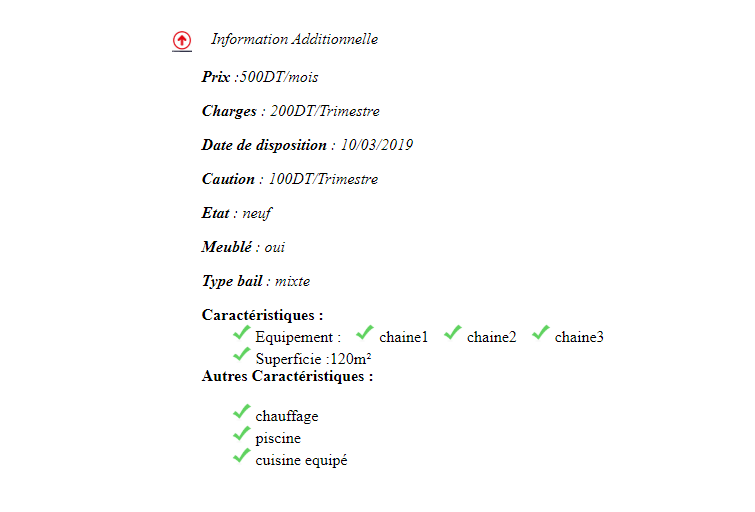 Information Additionnelle
Prix :500DT/mois
Charges : 200DT/Trimestre
Date de disposition : 10/03/2019
Caution : 100DT/Trimestre
Etat : neuf
Meublé : oui
Type bail : mixte
Caractéristiques :
Equipement : chaine1 chaine2 chaine3
Superficie :120m²
Autres Caractéristiques :
chauffage
piscine
cuisine equipé